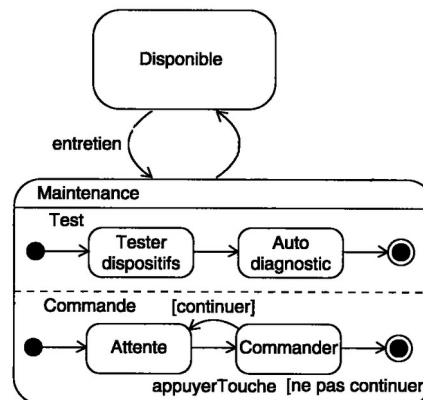 Disponible
entretien
Maintenance
Test
Tester
dispositifs
Auto
diagnostic
Commande
[continuer}
Attente
Commander
appuyerTouche [ne pas continuer